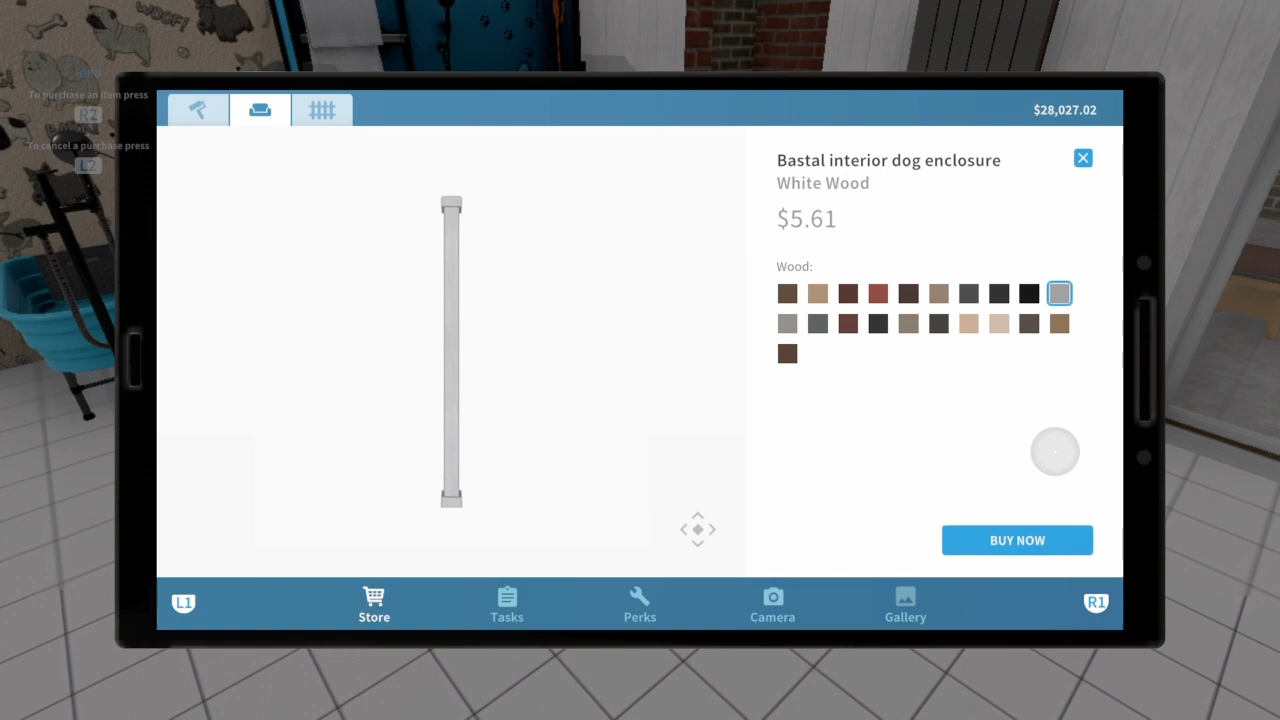 WOOF!
To purchase an item press
R2
To cancel a purchase press
L2
$28,027.02
Bastal interior dog enclosure
White Wood
$5.61
Wood:
BUY NOW
L1
Store
Tasks
Perks
Camera
Gallery
R1